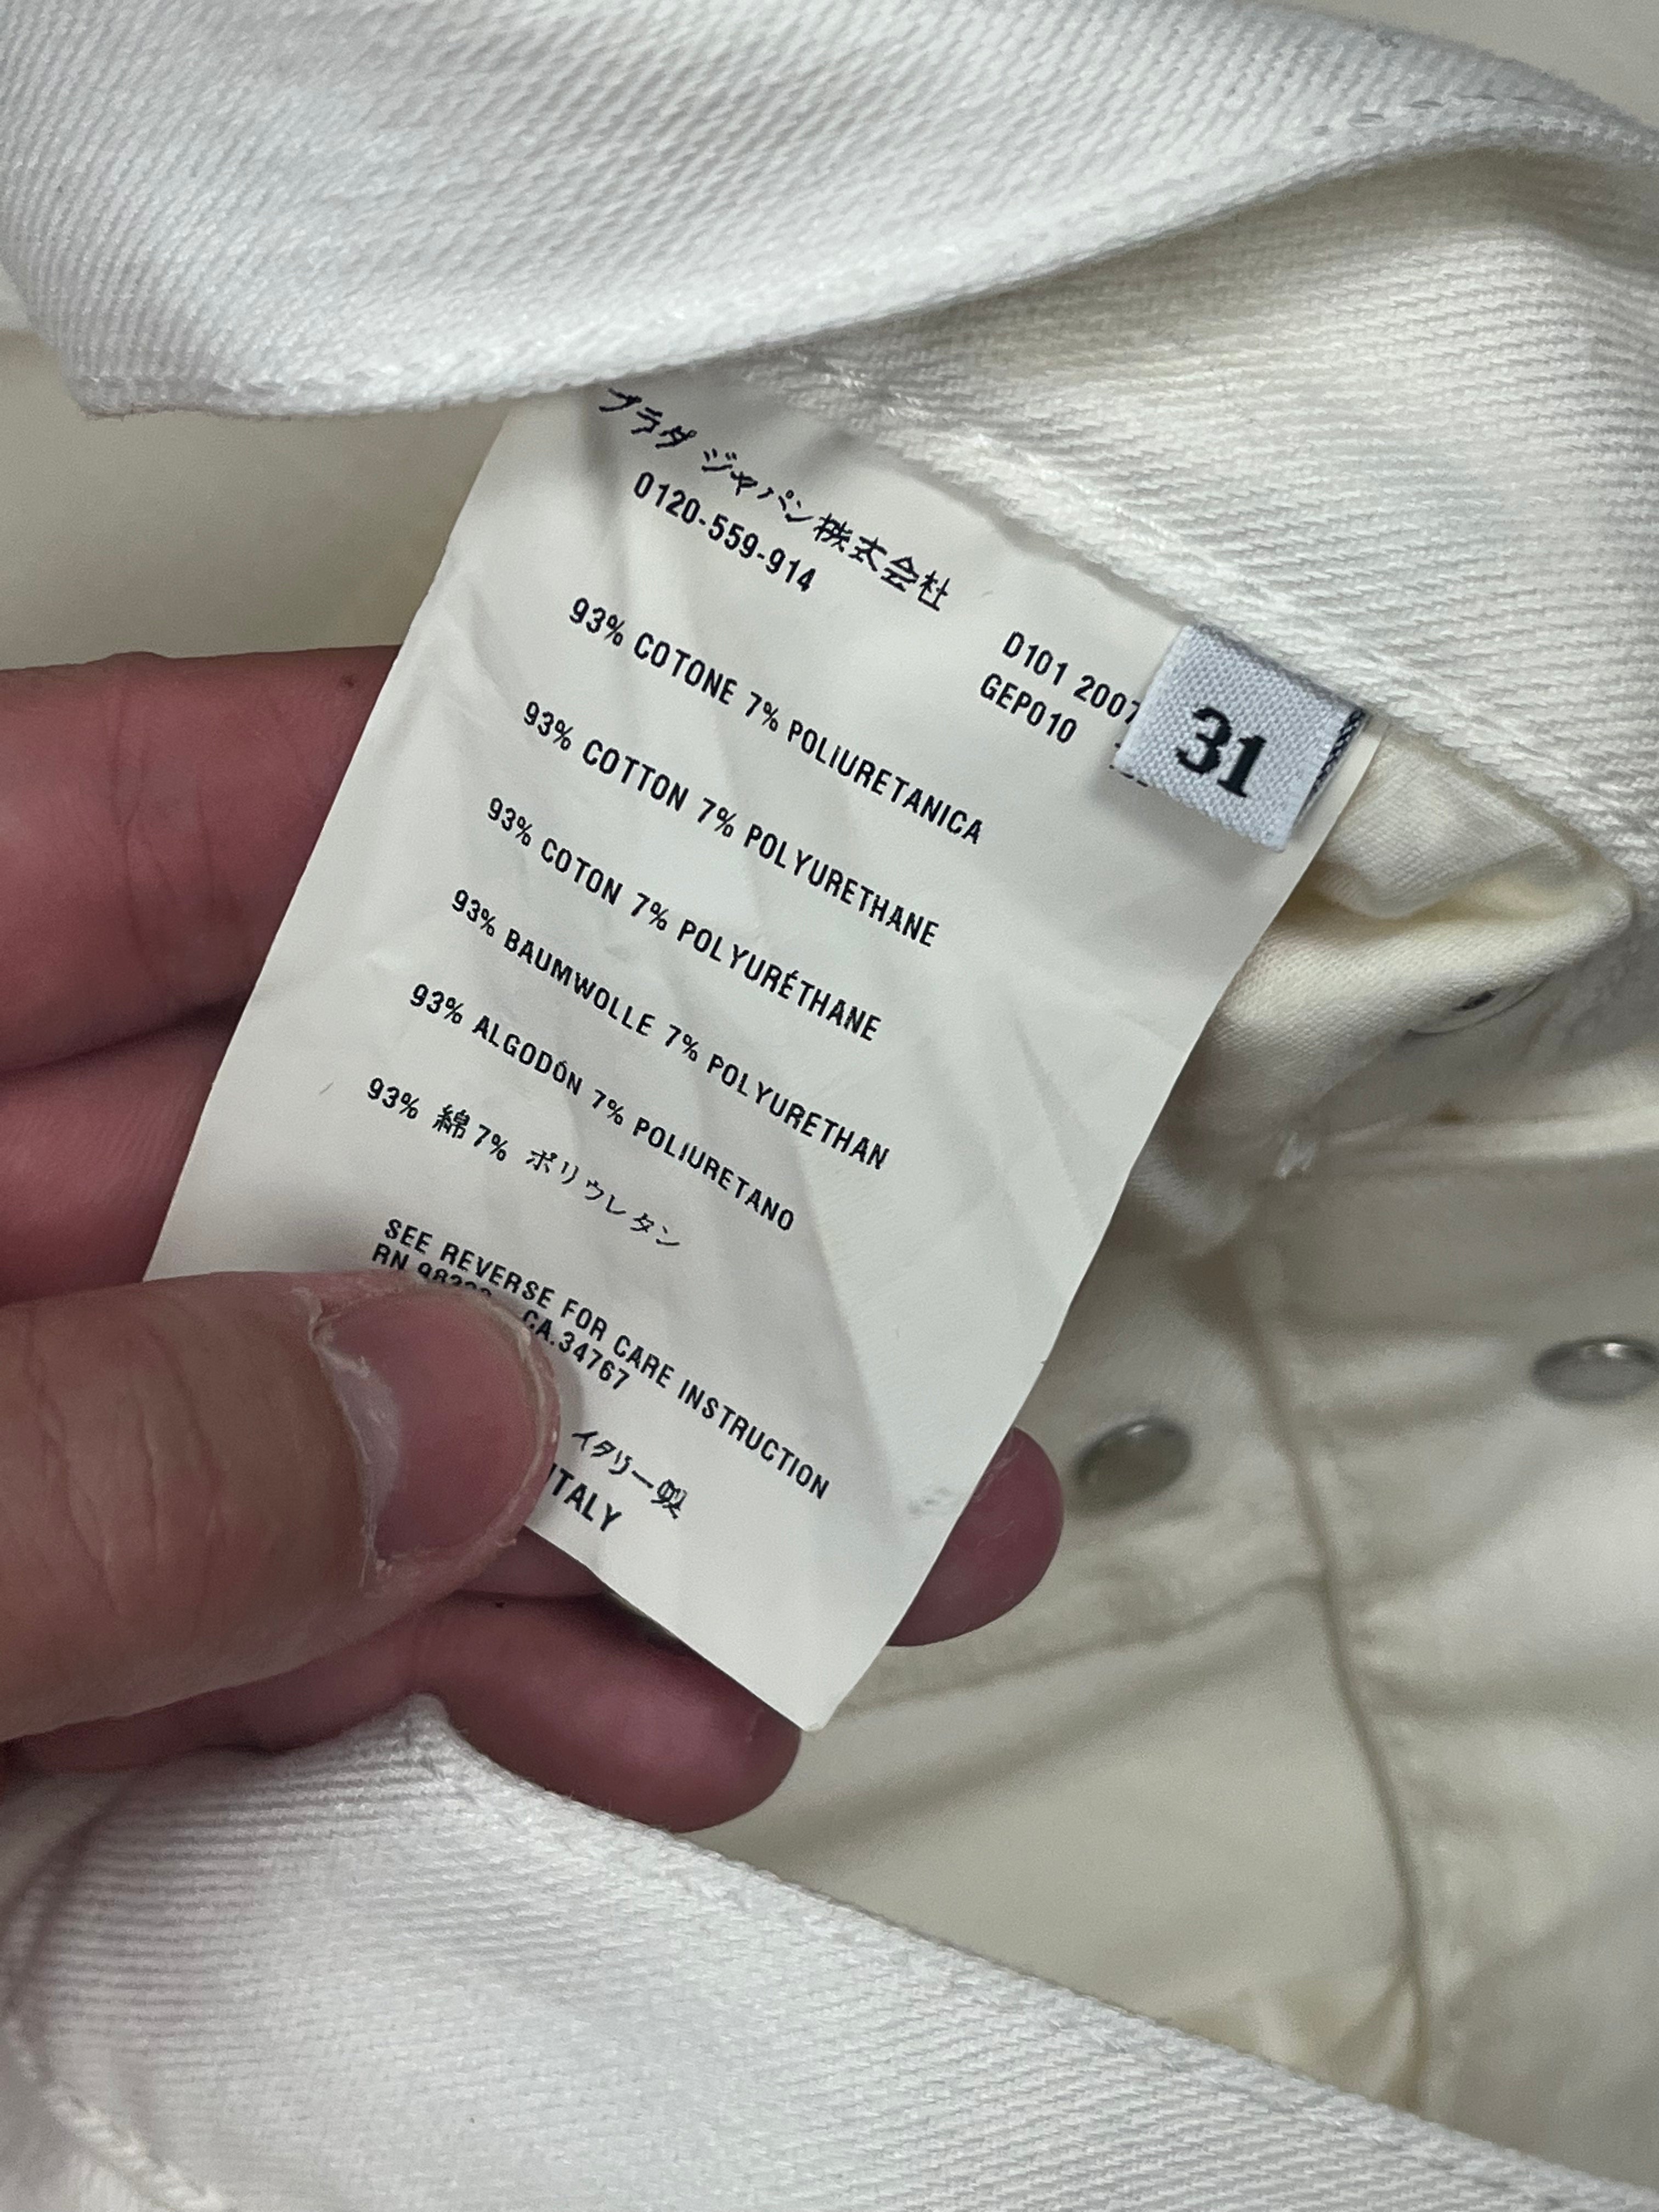 プラダ ジャパン株式会社
0120-559-914
D101 2007
GEP010
31
93% COTONE 7% POLIURETANICA
93% COTTON 7% POLYURETHANE
93% COTON 7% POLYURÉTHANE
93% BAUMWOLLE 7% POLYURETHAN
93% ALGODÓN 7% POLIURETANO
93% 綿 7% ポリウレタン
SEE REVERSE FOR CARE INSTRUCTION
RN CA.34767
イタリー製
ITALY